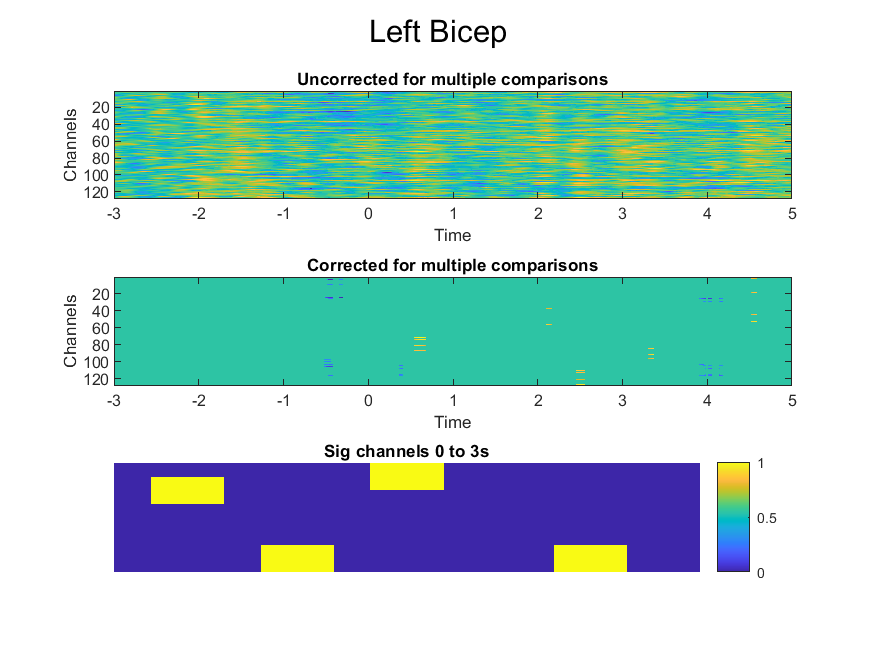 Left Bicep
Uncorrected for multiple comparisons
Channels
20
40
60
80
100
120
-3 -2 -1 0 1 2 3 4 5
Time
Corrected for multiple comparisons
Channels
20
40
60
80
100
120
-3 -2 -1 0 1 2 3 4 5
Time
Sig channels 0 to 3s
1
0.5
0